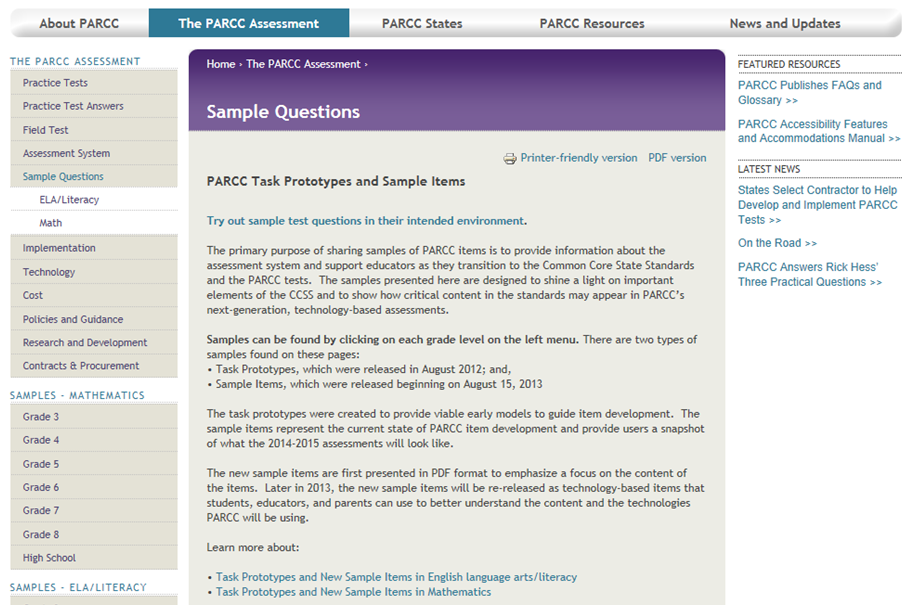 About PARCC
The PARCC Assessment
PARCC States
PARCC Resources
News and Updates
THE PARCC ASSESSMENT
Practice Tests
Practice Test Answers
Field Test
Assessment System
Sample Questions
ELA/Literacy
Math
Implementation
Technology
Cost
Policies and Guidance
Research and Development
Contracts & Procurement
SAMPLES - MATHEMATICS
Grade 3
Grade 4
Grade 5
Grade 6
Grade 7
Grade 8
High School
SAMPLES - ELA/LITERACY
Home › The PARCC Assessment ›
Sample Questions
Printer-friendly version PDF version
PARCC Task Prototypes and Sample Items
Try out sample test questions in their intended environment.
The primary purpose of sharing samples of PARCC items is to provide information about the
assessment system and support educators as they transition to the Common Core State Standards
and the PARCC tests. The samples presented here are designed to shine a light on important
elements of the CCSS and to show how critical content in the standards may appear in PARCC's
next-generation, technology-based assessments.
Samples can be found by clicking on each grade level on the left menu. There are two types of
samples found on these pages:
• Task Prototypes, which were released in August 2012; and,
• Sample Items, which were released beginning on August 15, 2013
The task prototypes were created to provide viable early models to guide item development. The
sample items represent the current state of PARCC item development and provide users a snapshot
of what the 2014-2015 assessments will look like.
The new sample items are first presented in PDF format to emphasize a focus on the content of
the items. Later in 2013, the new sample items will be re-released as technology-based items that
students, educators, and parents can use to better understand the content and the technologies
PARCC will be using.
Learn more about:
• Task Prototypes and New Sample Items in English language arts/literacy
• Task Prototypes and New Sample Items in Mathematics
FEATURED RESOURCES
PARCC Publishes FAQs and
Glossary >>
PARCC Accessibility Features
and Accommodations Manual >>
LATEST NEWS
States Select Contractor to Help
Develop and Implement PARCC
Tests >>
On the Road >>
PARCC Answers Rick Hess'
Three Practical Questions >>